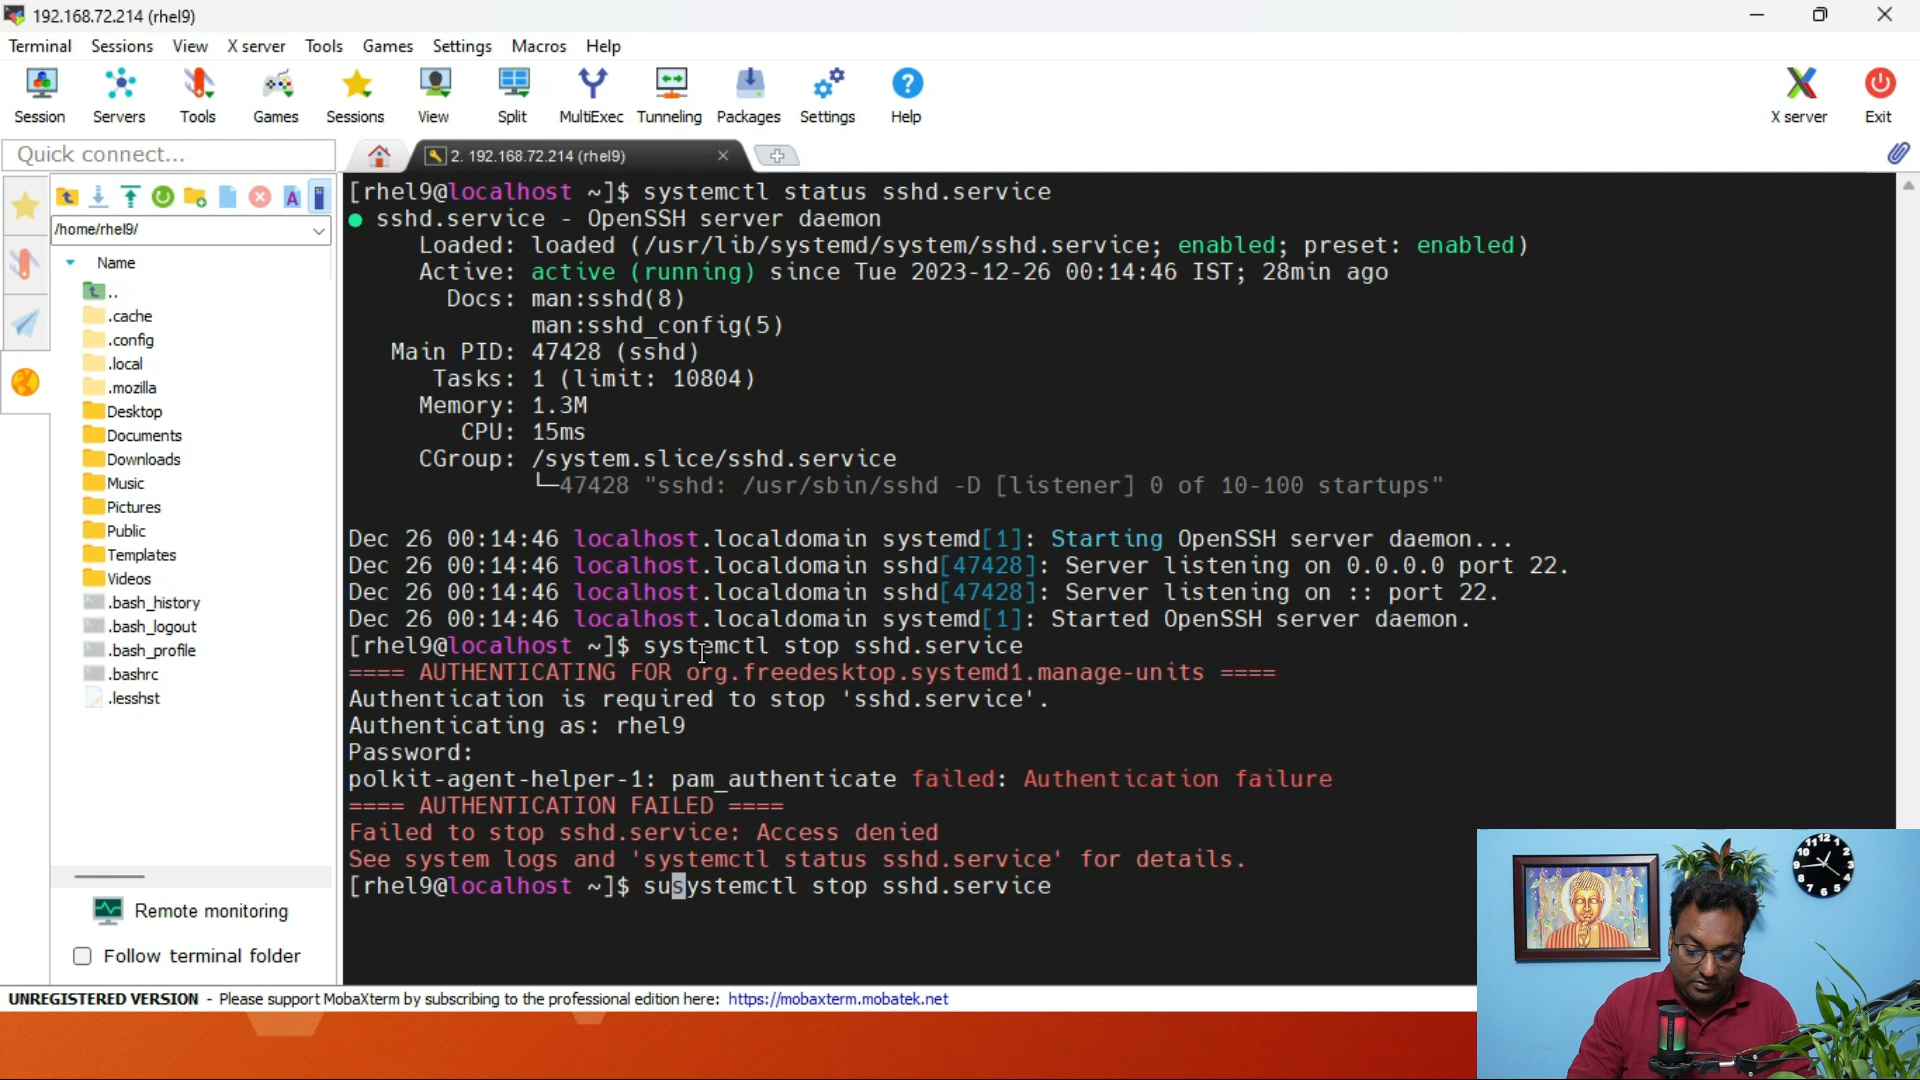 192.168.72.214 (rhel9)
Terminal Sessions View X server Tools Games Settings Macros Help
Session Servers Tools Games Sessions View Split MultiExec Tunneling Packages Settings Help X server Exit
Quick connect...
2. 192.168.72.214 (rhel9)
/home/rhel9/
Name
..
.cache
.config
.local
.mozilla
Desktop
Documents
Downloads
Music
Pictures
Public
Templates
Videos
.bash_history
.bash_logout
.bash_profile
.bashrc
.lesshst
Remote monitoring
Follow terminal folder
[rhel9@localhost ~]$ systemctl status sshd.service
● sshd.service - OpenSSH server daemon
Loaded: loaded (/usr/lib/systemd/system/sshd.service; enabled; preset: enabled)
Active: active (running) since Tue 2023-12-26 00:14:46 IST; 28min ago
Docs: man:sshd(8)
man:sshd_config(5)
Main PID: 47428 (sshd)
Tasks: 1 (limit: 10804)
Memory: 1.3M
CPU: 15ms
CGroup: /system.slice/sshd.service
└─47428 "sshd: /usr/sbin/sshd -D [listener] 0 of 10-100 startups"
Dec 26 00:14:46 localhost.localdomain systemd[1]: Starting OpenSSH server daemon...
Dec 26 00:14:46 localhost.localdomain sshd[47428]: Server listening on 0.0.0.0 port 22.
Dec 26 00:14:46 localhost.localdomain sshd[47428]: Server listening on :: port 22.
Dec 26 00:14:46 localhost.localdomain systemd[1]: Started OpenSSH server daemon.
[rhel9@localhost ~]$ systemctl stop sshd.service
==== AUTHENTICATING FOR org.freedesktop.systemd1.manage-units ====
Authentication is required to stop 'sshd.service'.
Authenticating as: rhel9
Password:
polkit-agent-helper-1: pam_authenticate failed: Authentication failure
==== AUTHENTICATION FAILED ====
Failed to stop sshd.service: Access denied
See system logs and 'systemctl status sshd.service' for details.
[rhel9@localhost ~]$ susystemctl stop sshd.service
UNREGISTERED VERSION - Please support MobaXterm by subscribing to the professional edition here: https://mobaxterm.mobatek.net